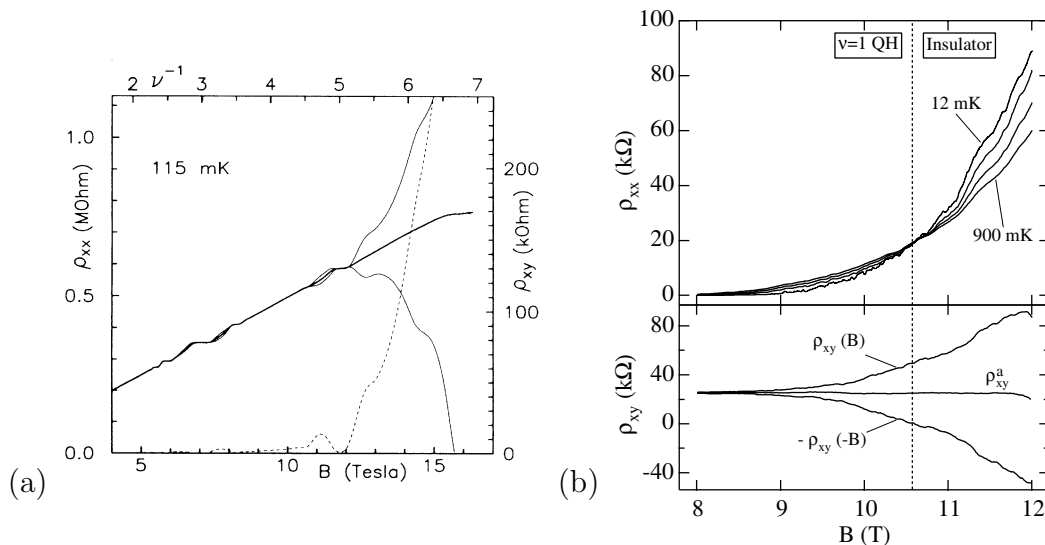 2 ν⁻¹ 3 4 5 6 7
1.0
0.5
0.0
ρxx (MOhm)
115 mK
200
100
0
ρxy (kOhm)
5 10 B (Tesla) 15
(a)
100
80
60
40
20
0
ρxx (kΩ)
ν=1 QH Insulator
12 mK
900 mK
80
40
0
-40
ρxy (kΩ)
ρxy (B)
ρᵃxy
- ρxy (-B)
8 9 10 11 12
B (T)
(b)